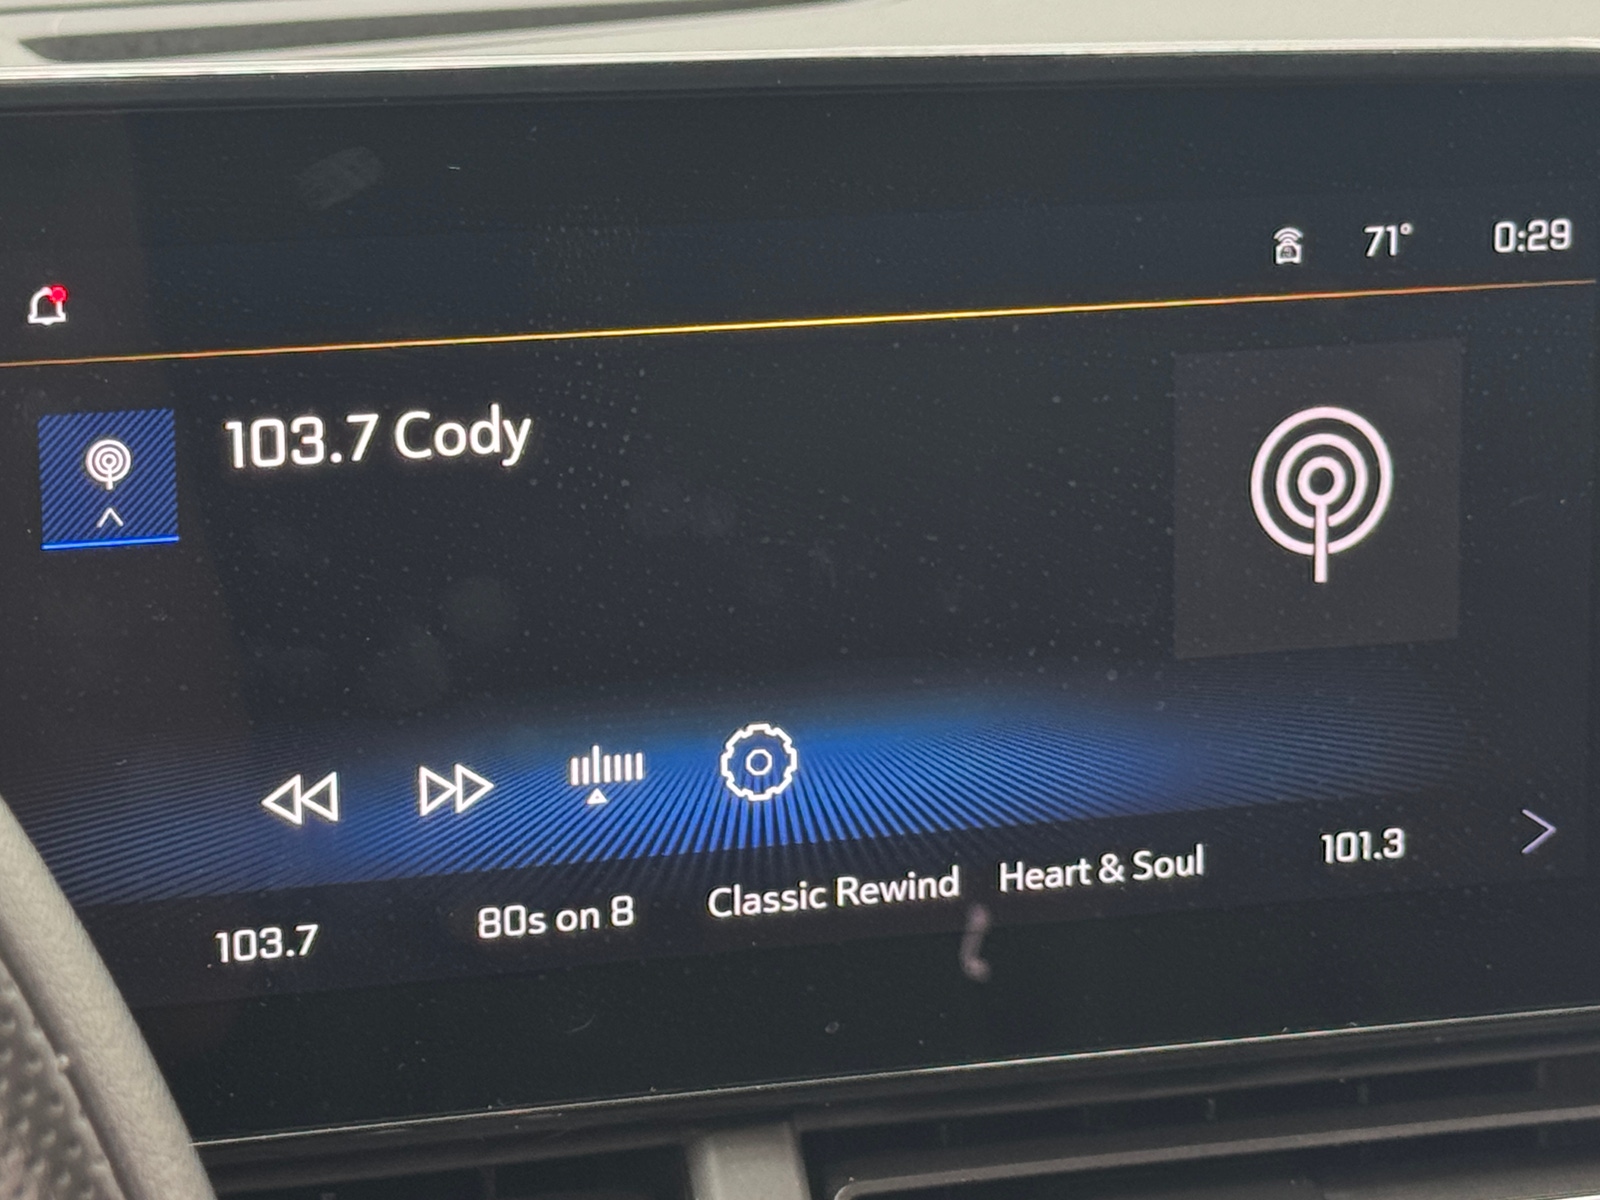 71° 0:29
103.7 Cody
103.7 80s on 8 Classic Rewind Heart & Soul 101.3